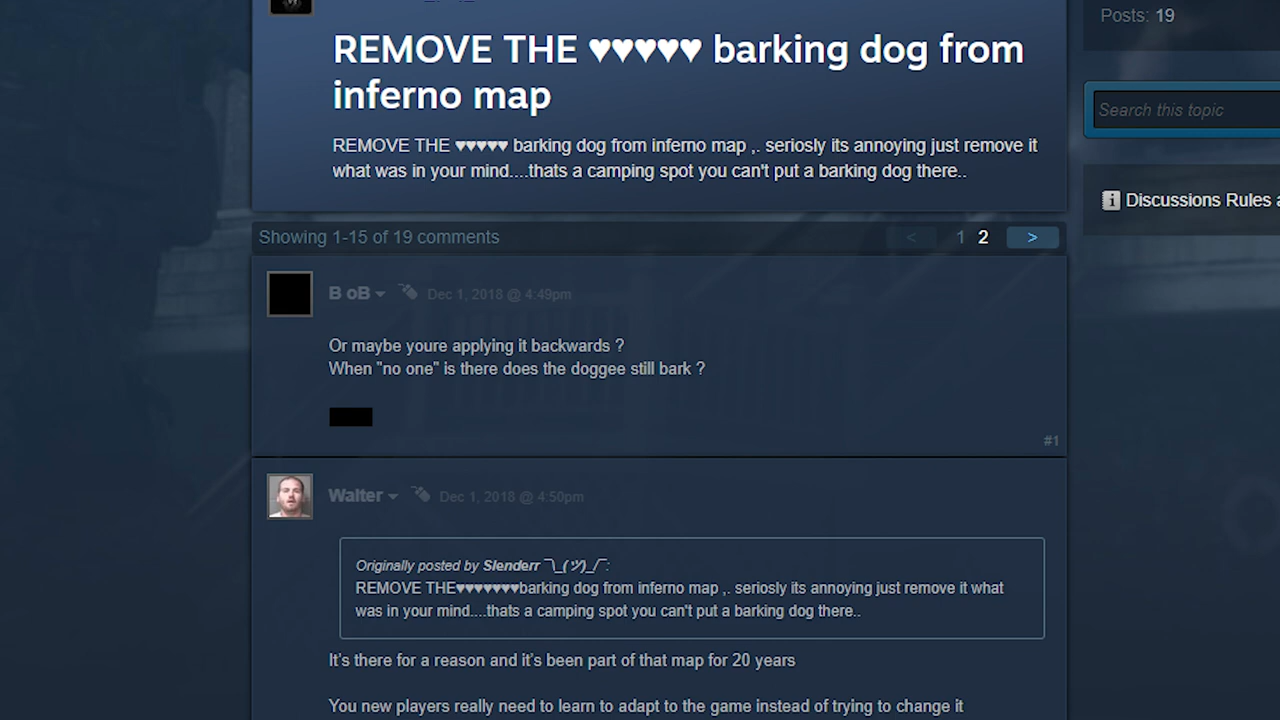 Posts: 19
REMOVE THE ♥♥♥♥♥ barking dog from
inferno map
REMOVE THE ♥♥♥♥♥ barking dog from inferno map ,. seriosly its annoying just remove it
what was in your mind....thats a camping spot you can't put a barking dog there..
Search this topic
Discussions Rules
Showing 1-15 of 19 comments
< 1 2 >
B oB Dec 1, 2018 @ 4:49pm
Or maybe youre applying it backwards ?
When "no one" is there does the doggee still bark ?
#1
Walter Dec 1, 2018 @ 4:50pm
Originally posted by Slenderr ¯\_(ツ)_/¯:
REMOVE THE♥♥♥♥♥♥♥barking dog from inferno map ,. seriosly its annoying just remove it what
was in your mind....thats a camping spot you can't put a barking dog there..
It's there for a reason and it's been part of that map for 20 years
You new players really need to learn to adapt to the game instead of trying to change it